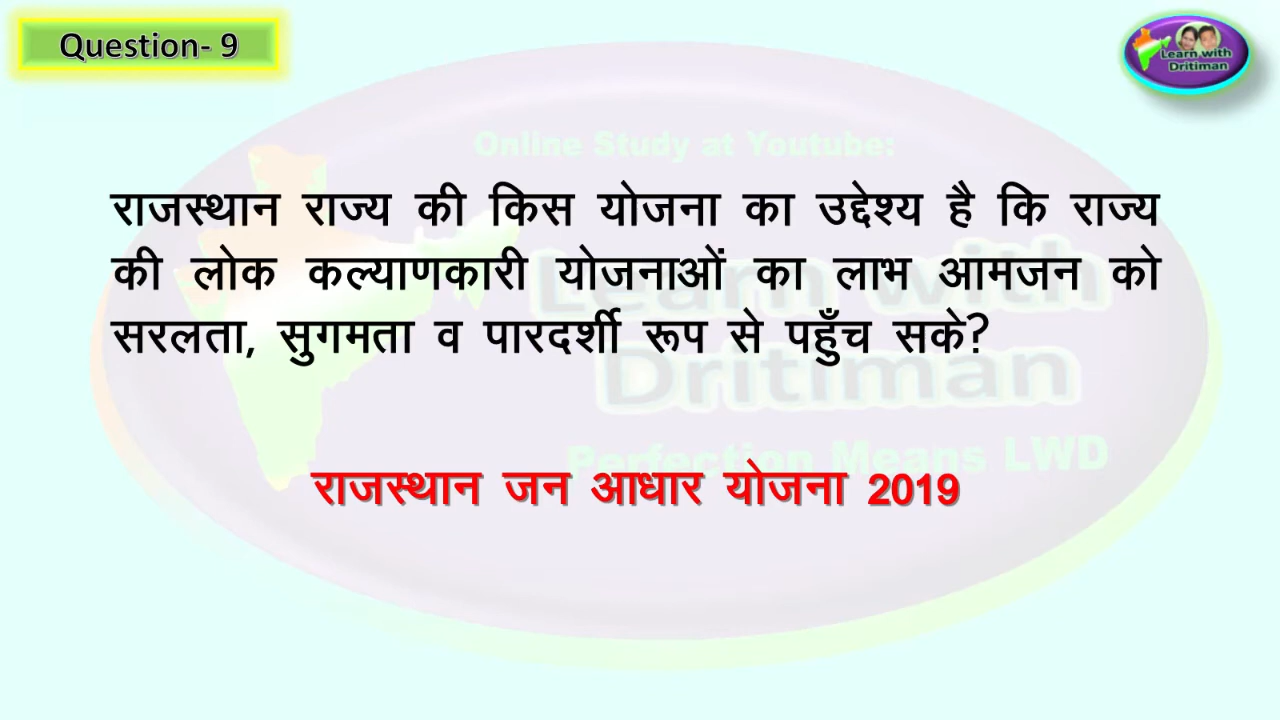 Question- 9
Learn with
Dritiman
Online Study at Youtube:
राजस्थान राज्य की किस योजना का उद्देश्य है कि राज्य
की लोक कल्याणकारी योजनाओं का लाभ आमजन को
सरलता, सुगमता व पारदर्शी रूप से पहुँच सके?
Learn with
Dritiman
Perfection Means LWD
राजस्थान जन आधार योजना 2019